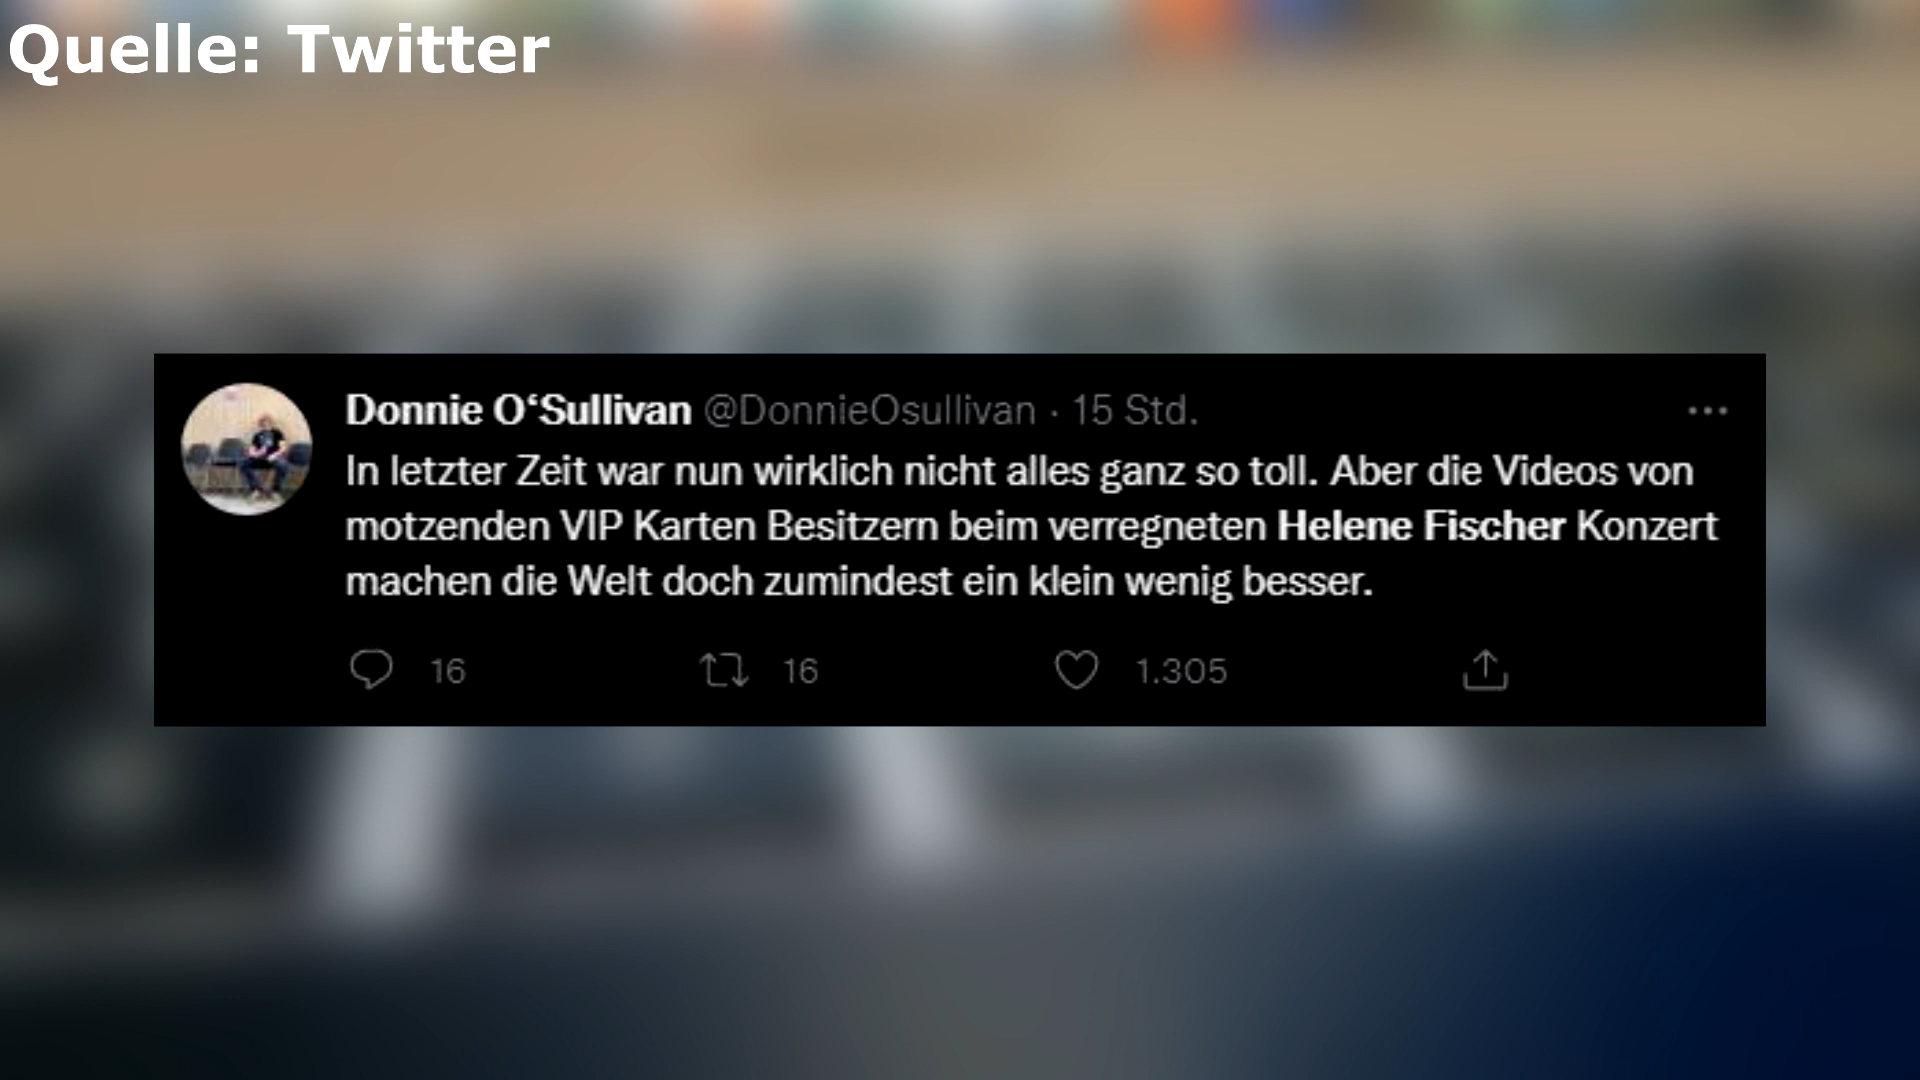 Quelle: Twitter
Donnie O‘Sullivan @DonnieOsullivan · 15 Std.
In letzter Zeit war nun wirklich nicht alles ganz so toll. Aber die Videos von
motzenden VIP Karten Besitzern beim verregneten Helene Fischer Konzert
machen die Welt doch zumindest ein klein wenig besser.
16 16 1.305